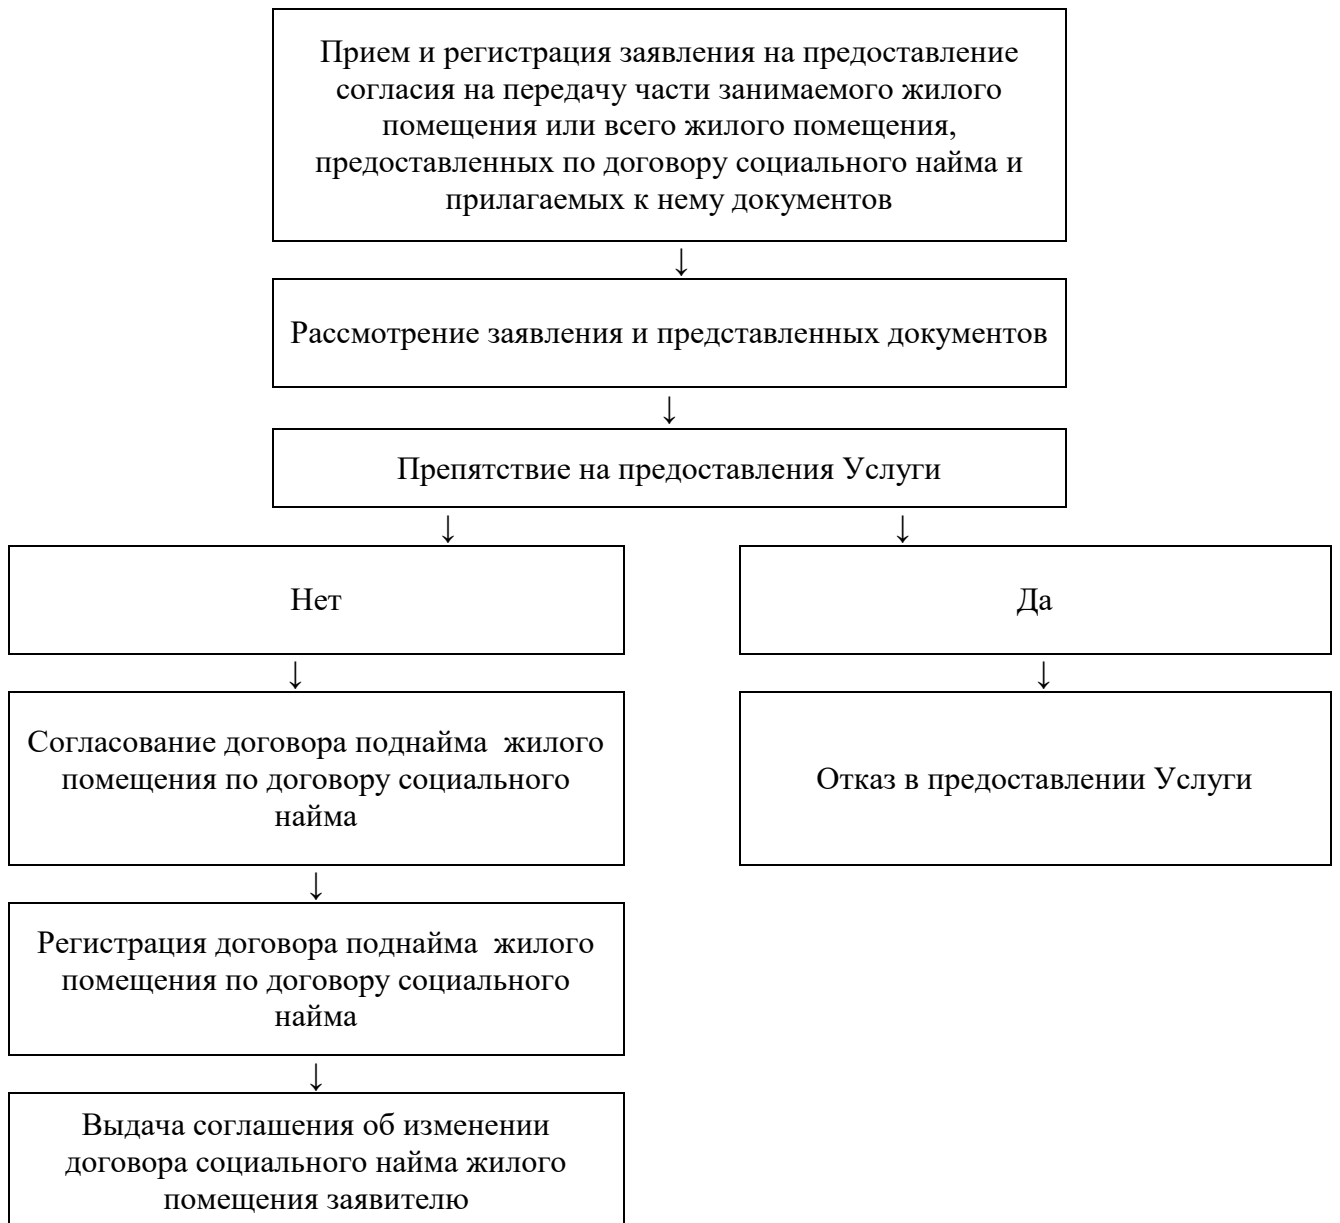 Прием и регистрация заявления на предоставление
согласия на передачу части занимаемого жилого
помещения или всего жилого помещения,
предоставленных по договору социального найма и
прилагаемых к нему документов
↓
Рассмотрение заявления и представленных документов
↓
Препятствие на предоставления Услуги
↓ ↓
Нет
Да
↓ ↓
Согласование договора поднайма  жилого
помещения по договору социального
найма
Отказ в предоставлении Услуги
↓
Регистрация договора поднайма  жилого
помещения по договору социального
найма
↓
Выдача соглашения об изменении
договора социального найма жилого
помещения заявителю